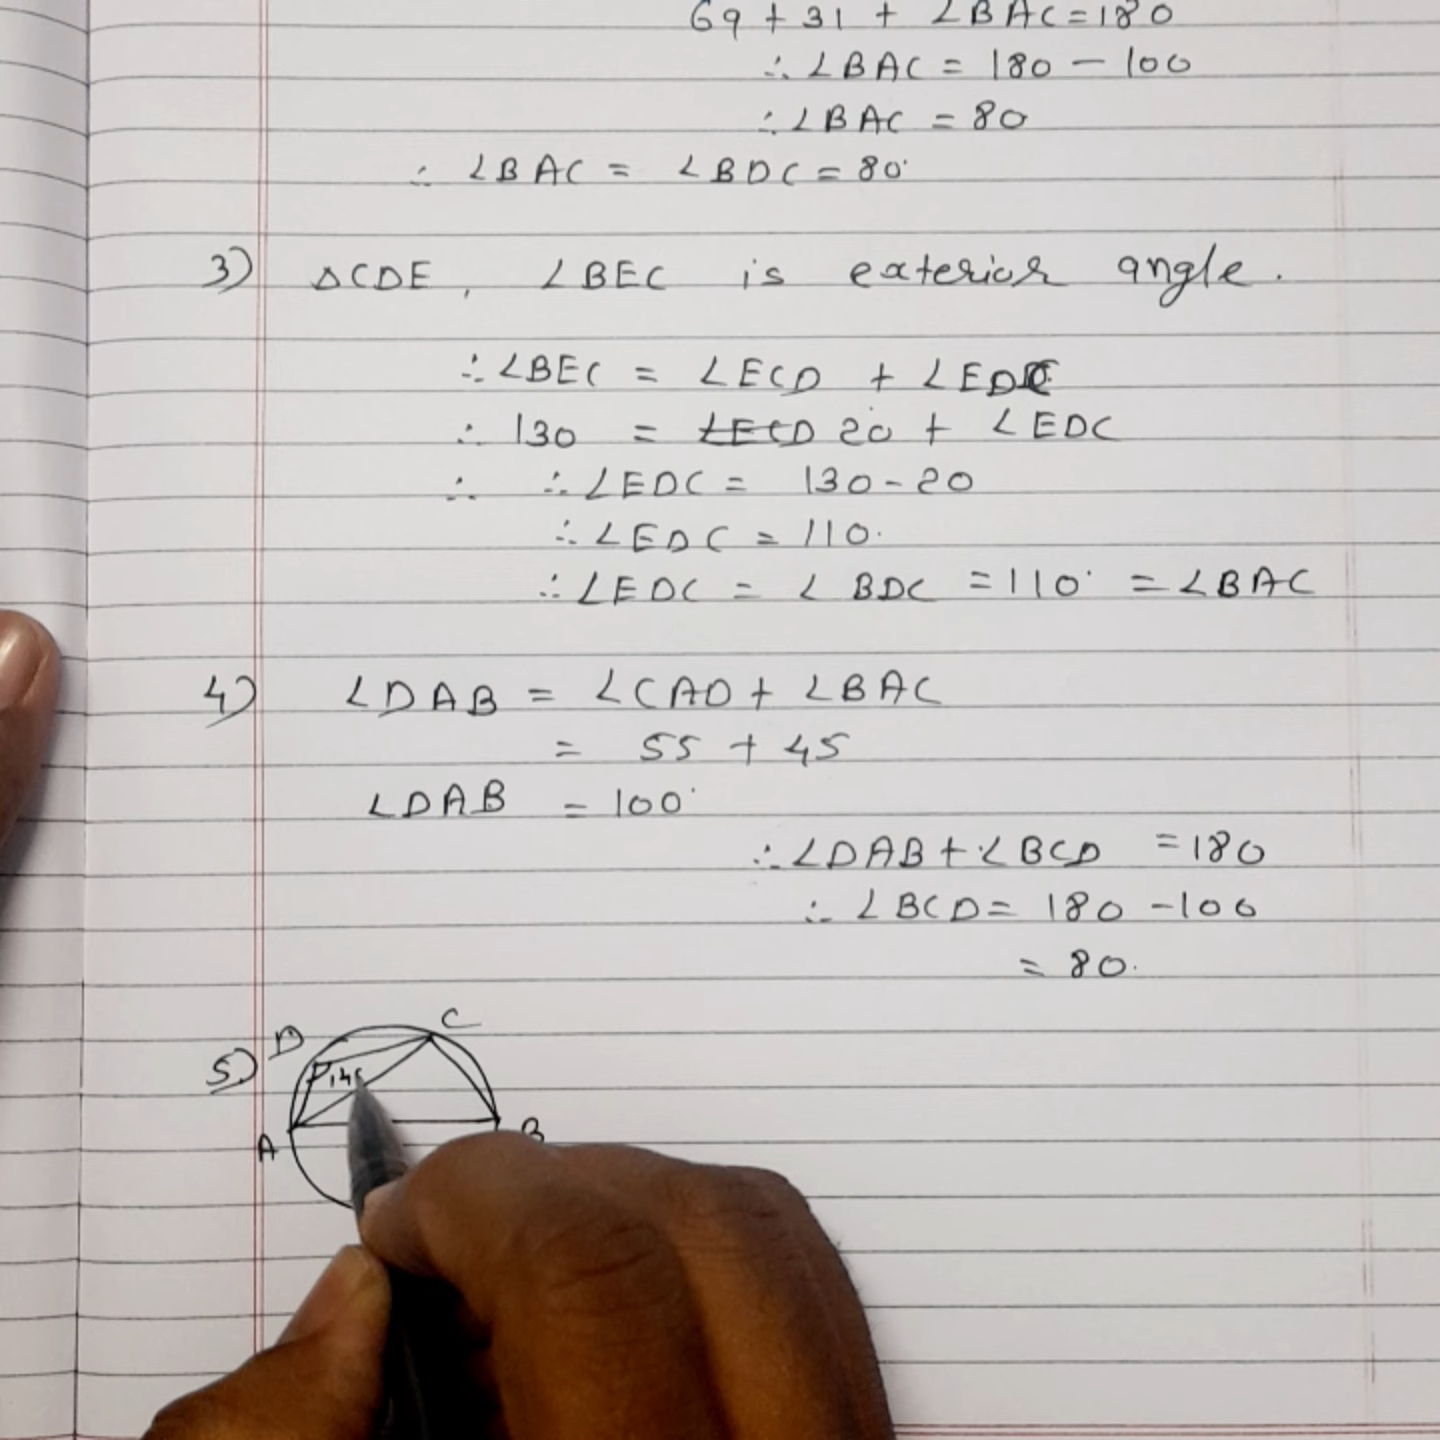 69 + 31 + ∠BAC = 180
∴ ∠BAC = 180 - 100
∴ ∠BAC = 80
∴ ∠BAC = ∠BDC = 80°
3) ΔCDE, ∠BEC is exterior angle.
∴ ∠BEC = ∠ECD + ∠EDC
∴ 130 = ∠ECD 20 + ∠EDC
∴ ∴ ∠EDC = 130 - 20
∴ ∠EDC = 110.
∴ ∠EDC = ∠BDC = 110° = ∠BAC
4) ∠DAB = ∠CAD + ∠BAC
= 55 + 45
∠DAB = 100°
∴ ∠DAB + ∠BCD = 180
∴ ∠BCD = 180 - 100
= 80.
5) D C
A B